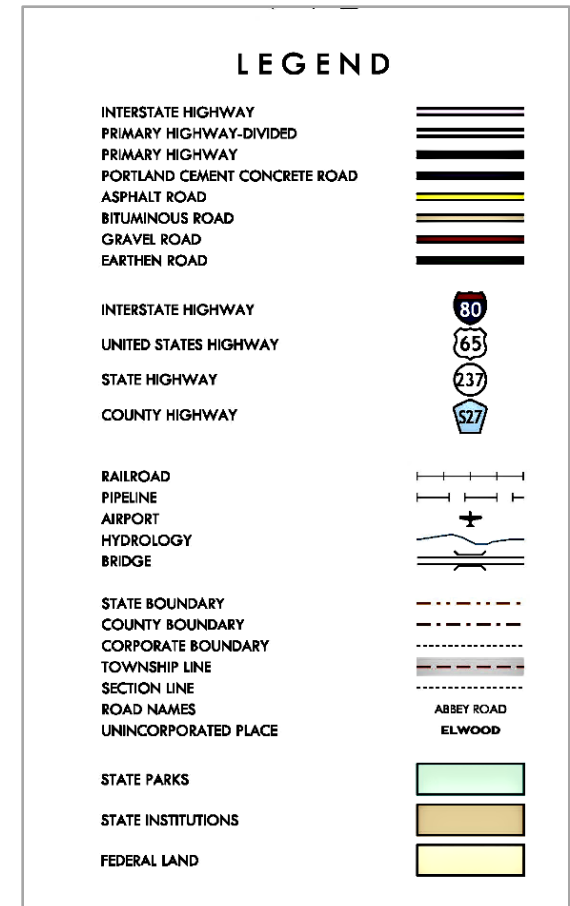 LEGEND
INTERSTATE HIGHWAY
PRIMARY HIGHWAY-DIVIDED
PRIMARY HIGHWAY
PORTLAND CEMENT CONCRETE ROAD
ASPHALT ROAD
BITUMINOUS ROAD
GRAVEL ROAD
EARTHEN ROAD
INTERSTATE HIGHWAY 80
UNITED STATES HIGHWAY 65
STATE HIGHWAY 237
COUNTY HIGHWAY S27
RAILROAD
PIPELINE
AIRPORT
HYDROLOGY
BRIDGE
STATE BOUNDARY
COUNTY BOUNDARY
CORPORATE BOUNDARY
TOWNSHIP LINE
SECTION LINE
ROAD NAMES ABBEY ROAD
UNINCORPORATED PLACE ELWOOD
STATE PARKS
STATE INSTITUTIONS
FEDERAL LAND